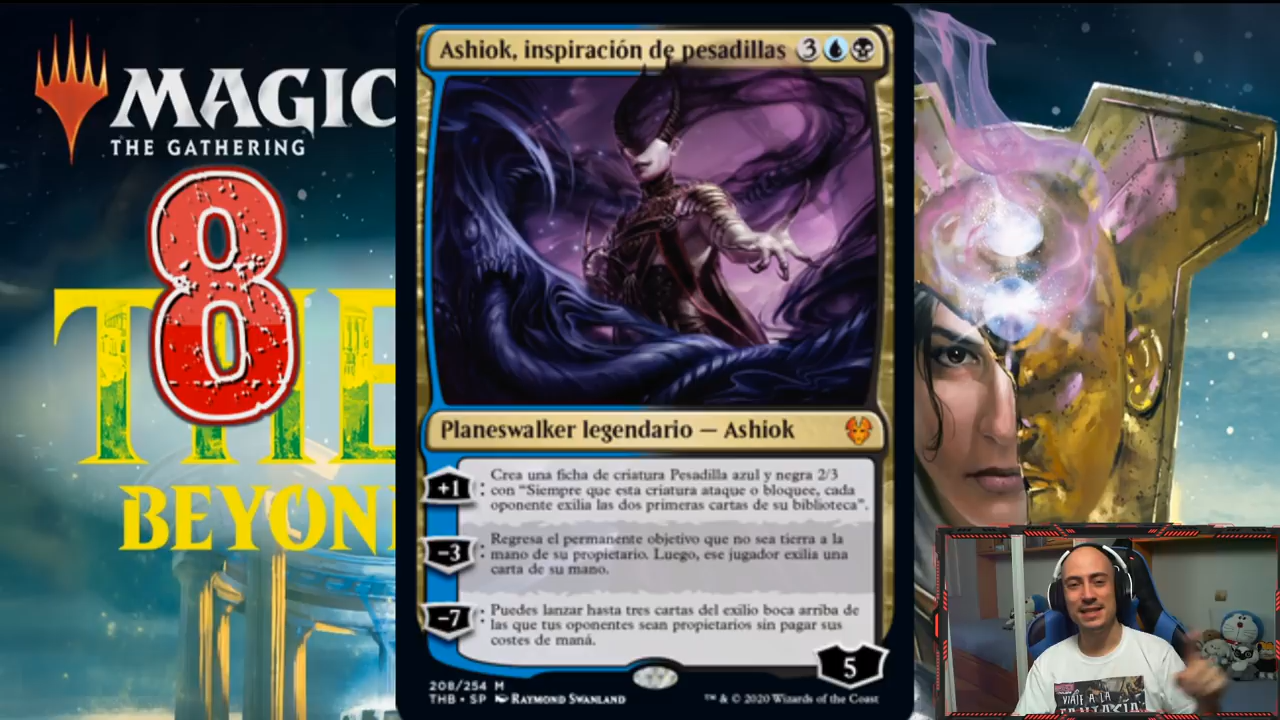 MAGIC
THE GATHERING
8
THE
BEYON
Ashiok, inspiración de pesadillas 3
Planeswalker legendario — Ashiok
+1 : Crea una ficha de criatura Pesadilla azul y negra 2/3
con “Siempre que esta criatura ataque o bloquee, cada
oponente exilia las dos primeras cartas de su biblioteca”.
−3 : Regresa el permanente objetivo que no sea tierra a la
mano de su propietario. Luego, ese jugador exilia una
carta de su mano.
−7 : Puedes lanzar hasta tres cartas del exilio boca arriba de
las que tus oponentes sean propietarios sin pagar sus
costes de maná.
5
208/254 M
THB • SP Raymond Swanland
™ & © 2020 Wizards of the Coast
VIAJE A LA
FANTASIA